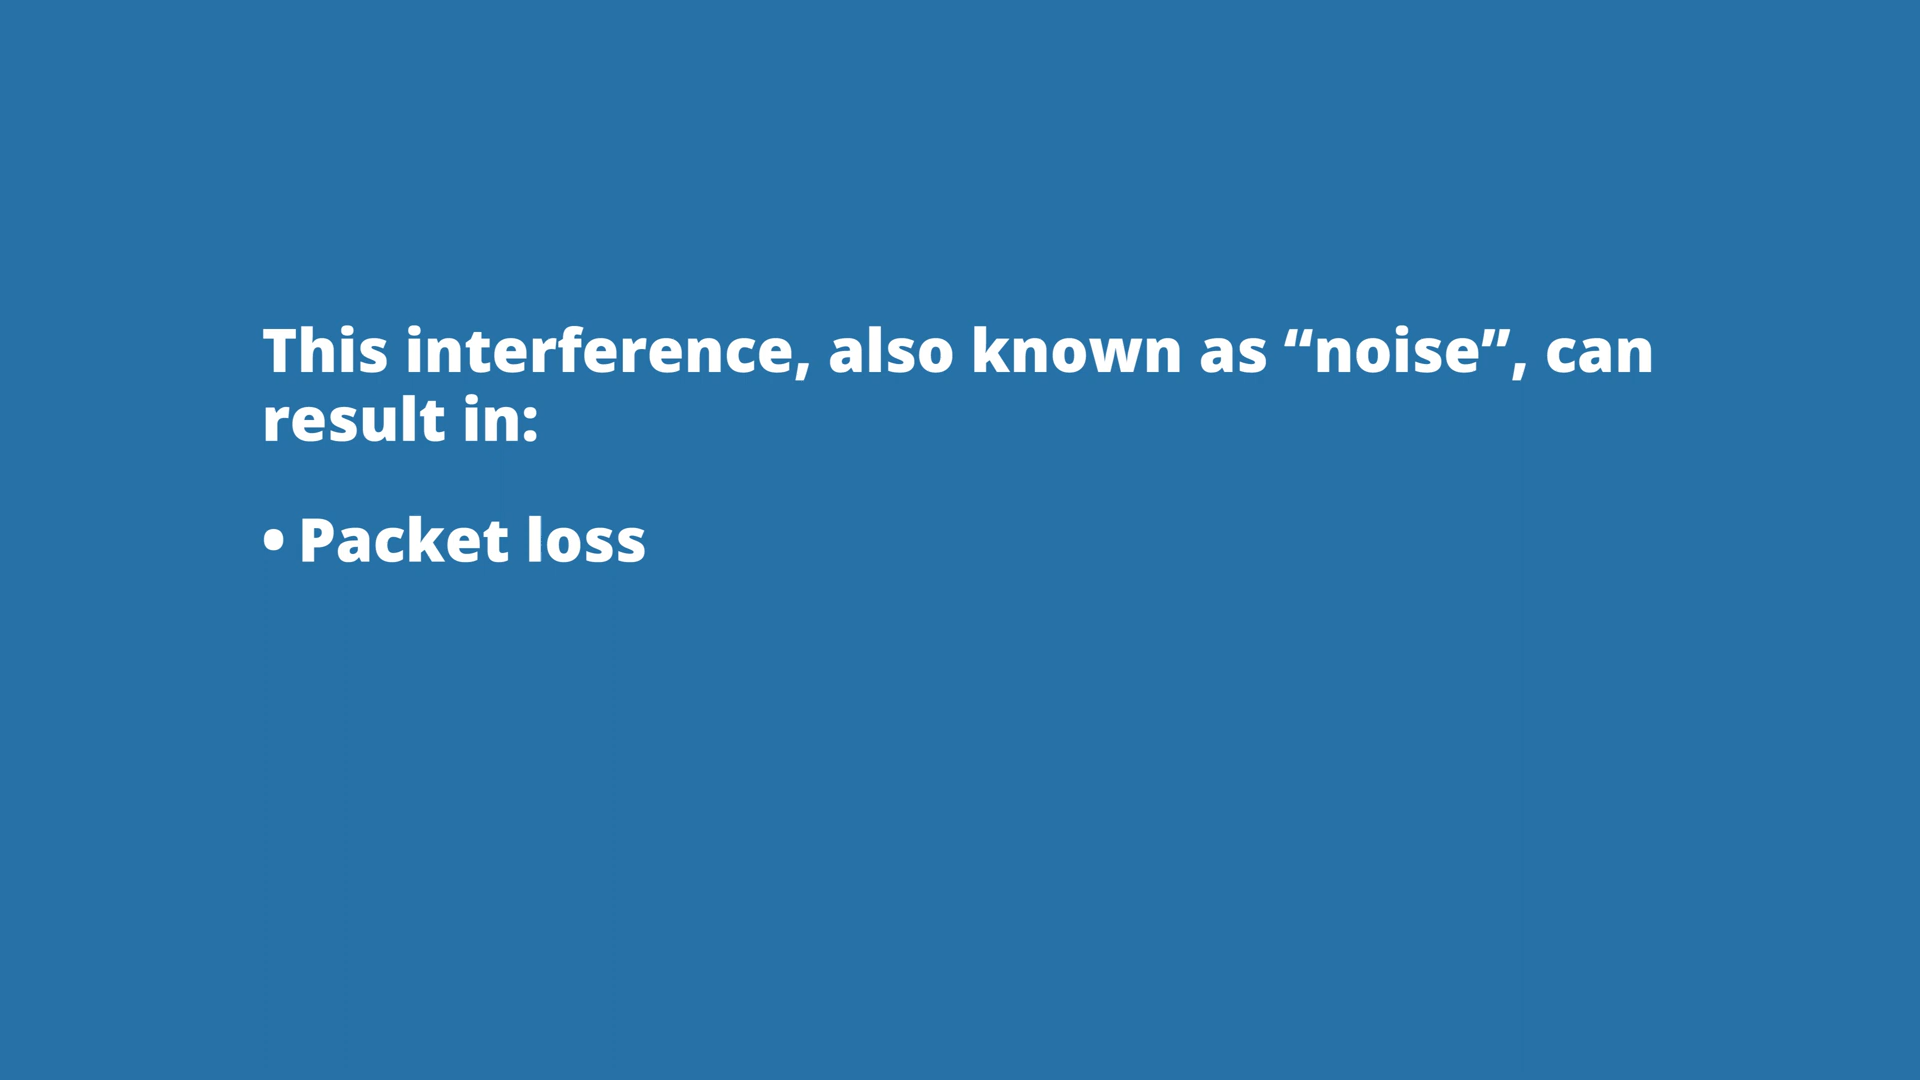 This interference, also known as “noise”, can
result in:
• Packet loss